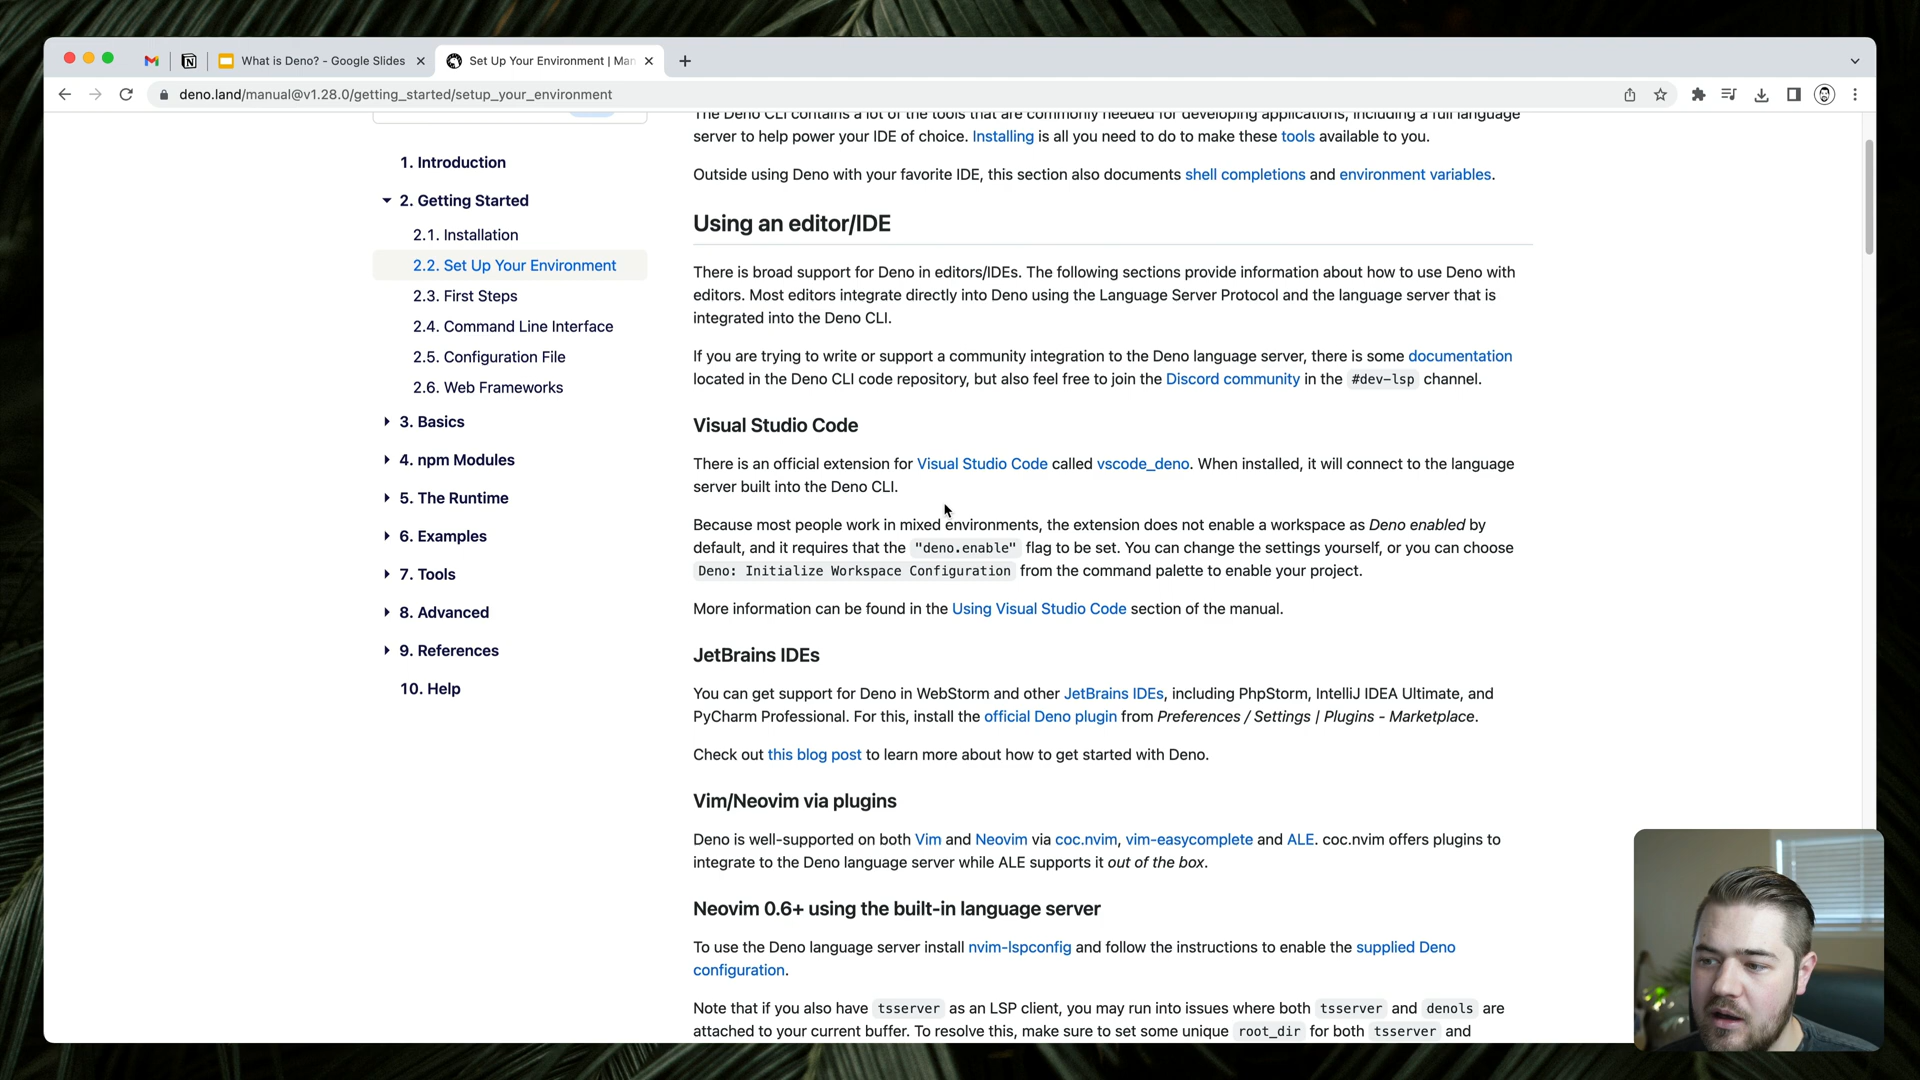 What is Deno? - Google Slides
Set Up Your Environment | Man
deno.land/manual@v1.28.0/getting_started/setup_your_environment
1. Introduction
2. Getting Started
2.1. Installation
2.2. Set Up Your Environment
2.3. First Steps
2.4. Command Line Interface
2.5. Configuration File
2.6. Web Frameworks
3. Basics
4. npm Modules
5. The Runtime
6. Examples
7. Tools
8. Advanced
9. References
10. Help
The Deno CLI contains a lot of the tools that are commonly needed for developing applications, including a full language
server to help power your IDE of choice. Installing is all you need to do to make these tools available to you.
Outside using Deno with your favorite IDE, this section also documents shell completions and environment variables.
Using an editor/IDE
There is broad support for Deno in editors/IDEs. The following sections provide information about how to use Deno with
editors. Most editors integrate directly into Deno using the Language Server Protocol and the language server that is
integrated into the Deno CLI.
If you are trying to write or support a community integration to the Deno language server, there is some documentation
located in the Deno CLI code repository, but also feel free to join the Discord community in the #dev-lsp channel.
Visual Studio Code
There is an official extension for Visual Studio Code called vscode_deno. When installed, it will connect to the language
server built into the Deno CLI.
Because most people work in mixed environments, the extension does not enable a workspace as Deno enabled by
default, and it requires that the "deno.enable" flag to be set. You can change the settings yourself, or you can choose
Deno: Initialize Workspace Configuration from the command palette to enable your project.
More information can be found in the Using Visual Studio Code section of the manual.
JetBrains IDEs
You can get support for Deno in WebStorm and other JetBrains IDEs, including PhpStorm, IntelliJ IDEA Ultimate, and
PyCharm Professional. For this, install the official Deno plugin from Preferences / Settings | Plugins - Marketplace.
Check out this blog post to learn more about how to get started with Deno.
Vim/Neovim via plugins
Deno is well-supported on both Vim and Neovim via coc.nvim, vim-easycomplete and ALE. coc.nvim offers plugins to
integrate to the Deno language server while ALE supports it out of the box.
Neovim 0.6+ using the built-in language server
To use the Deno language server install nvim-lspconfig and follow the instructions to enable the supplied Deno
configuration.
Note that if you also have tsserver as an LSP client, you may run into issues where both tsserver and denols are
attached to your current buffer. To resolve this, make sure to set some unique root_dir for both tsserver and